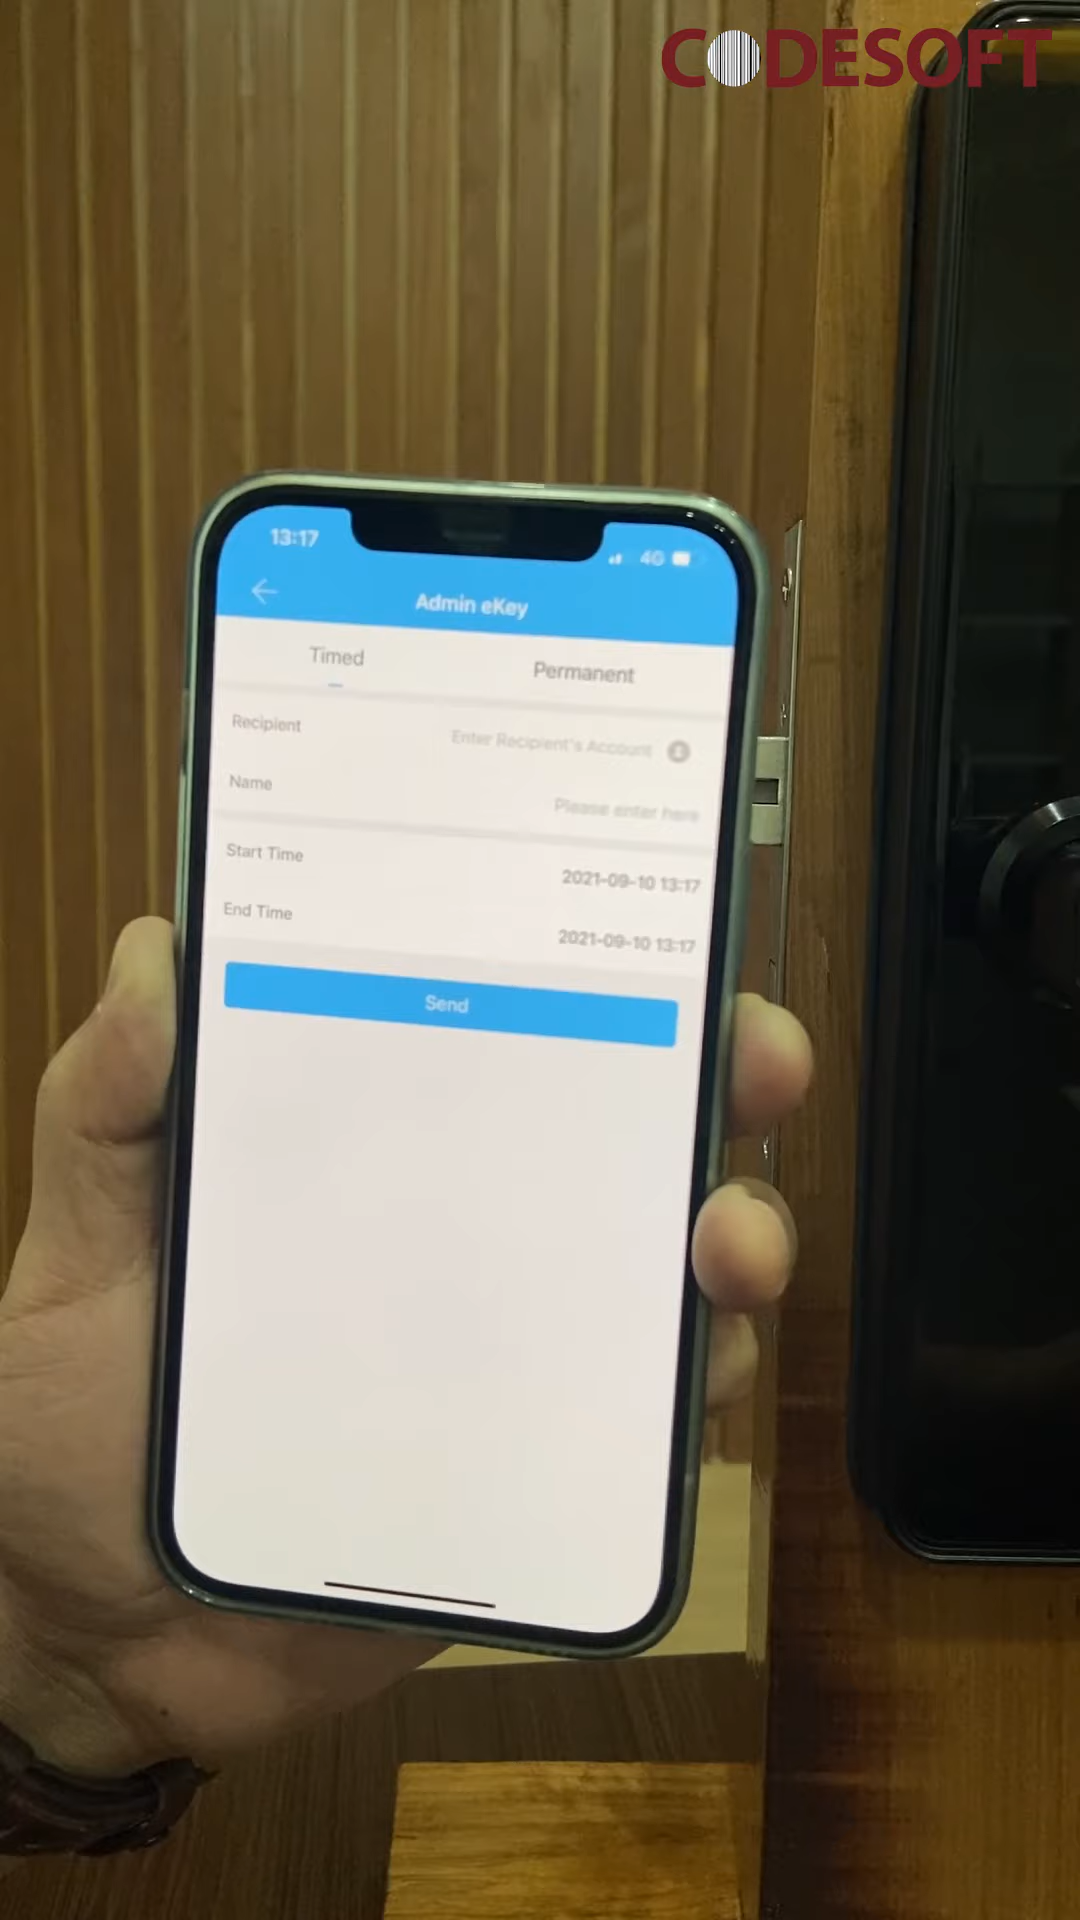 CODESOFT
13:17
4G
Admin eKey
Timed
Permanent
Recipient
Enter Recipient's Account
Name
Please enter here
Start Time
2021-09-10 13:17
End Time
2021-09-10 13:17
Send